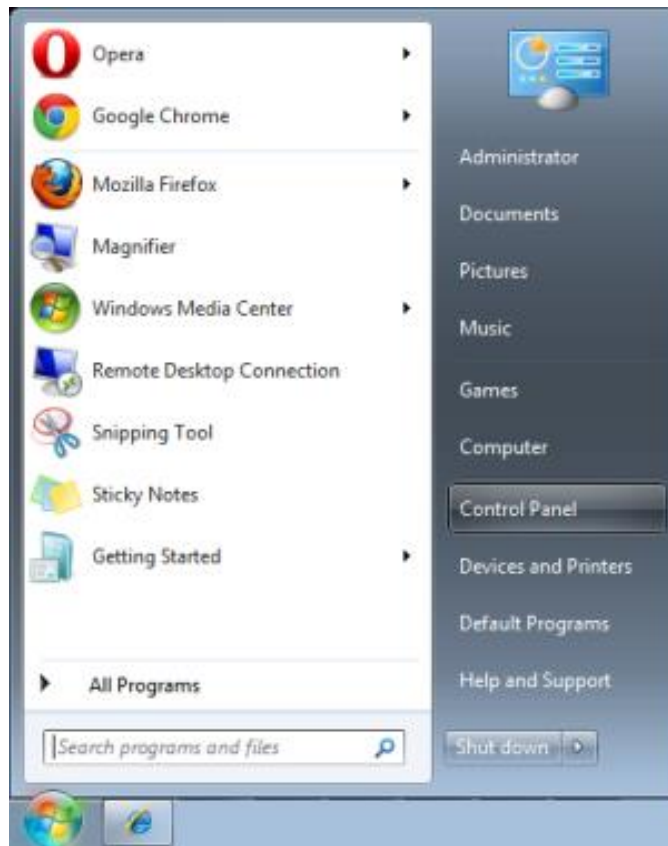 Opera
Google Chrome
Mozilla Firefox
Magnifier
Windows Media Center
Remote Desktop Connection
Snipping Tool
Sticky Notes
Getting Started
All Programs
Search programs and files
Administrator
Documents
Pictures
Music
Games
Computer
Control Panel
Devices and Printers
Default Programs
Help and Support
Shut down